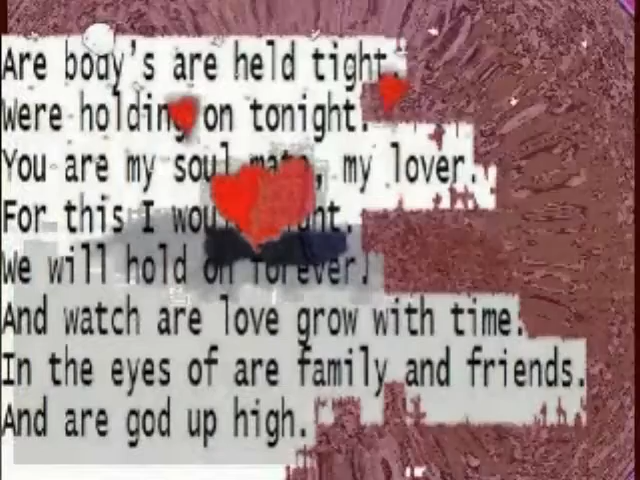 Are body's are held tight.
Were holding on tonight.
You are my soul mate, my lover.
For this I would
We will hold on forever.
And watch are love grow with time.
In the eyes of are family and friends.
And are god up high.